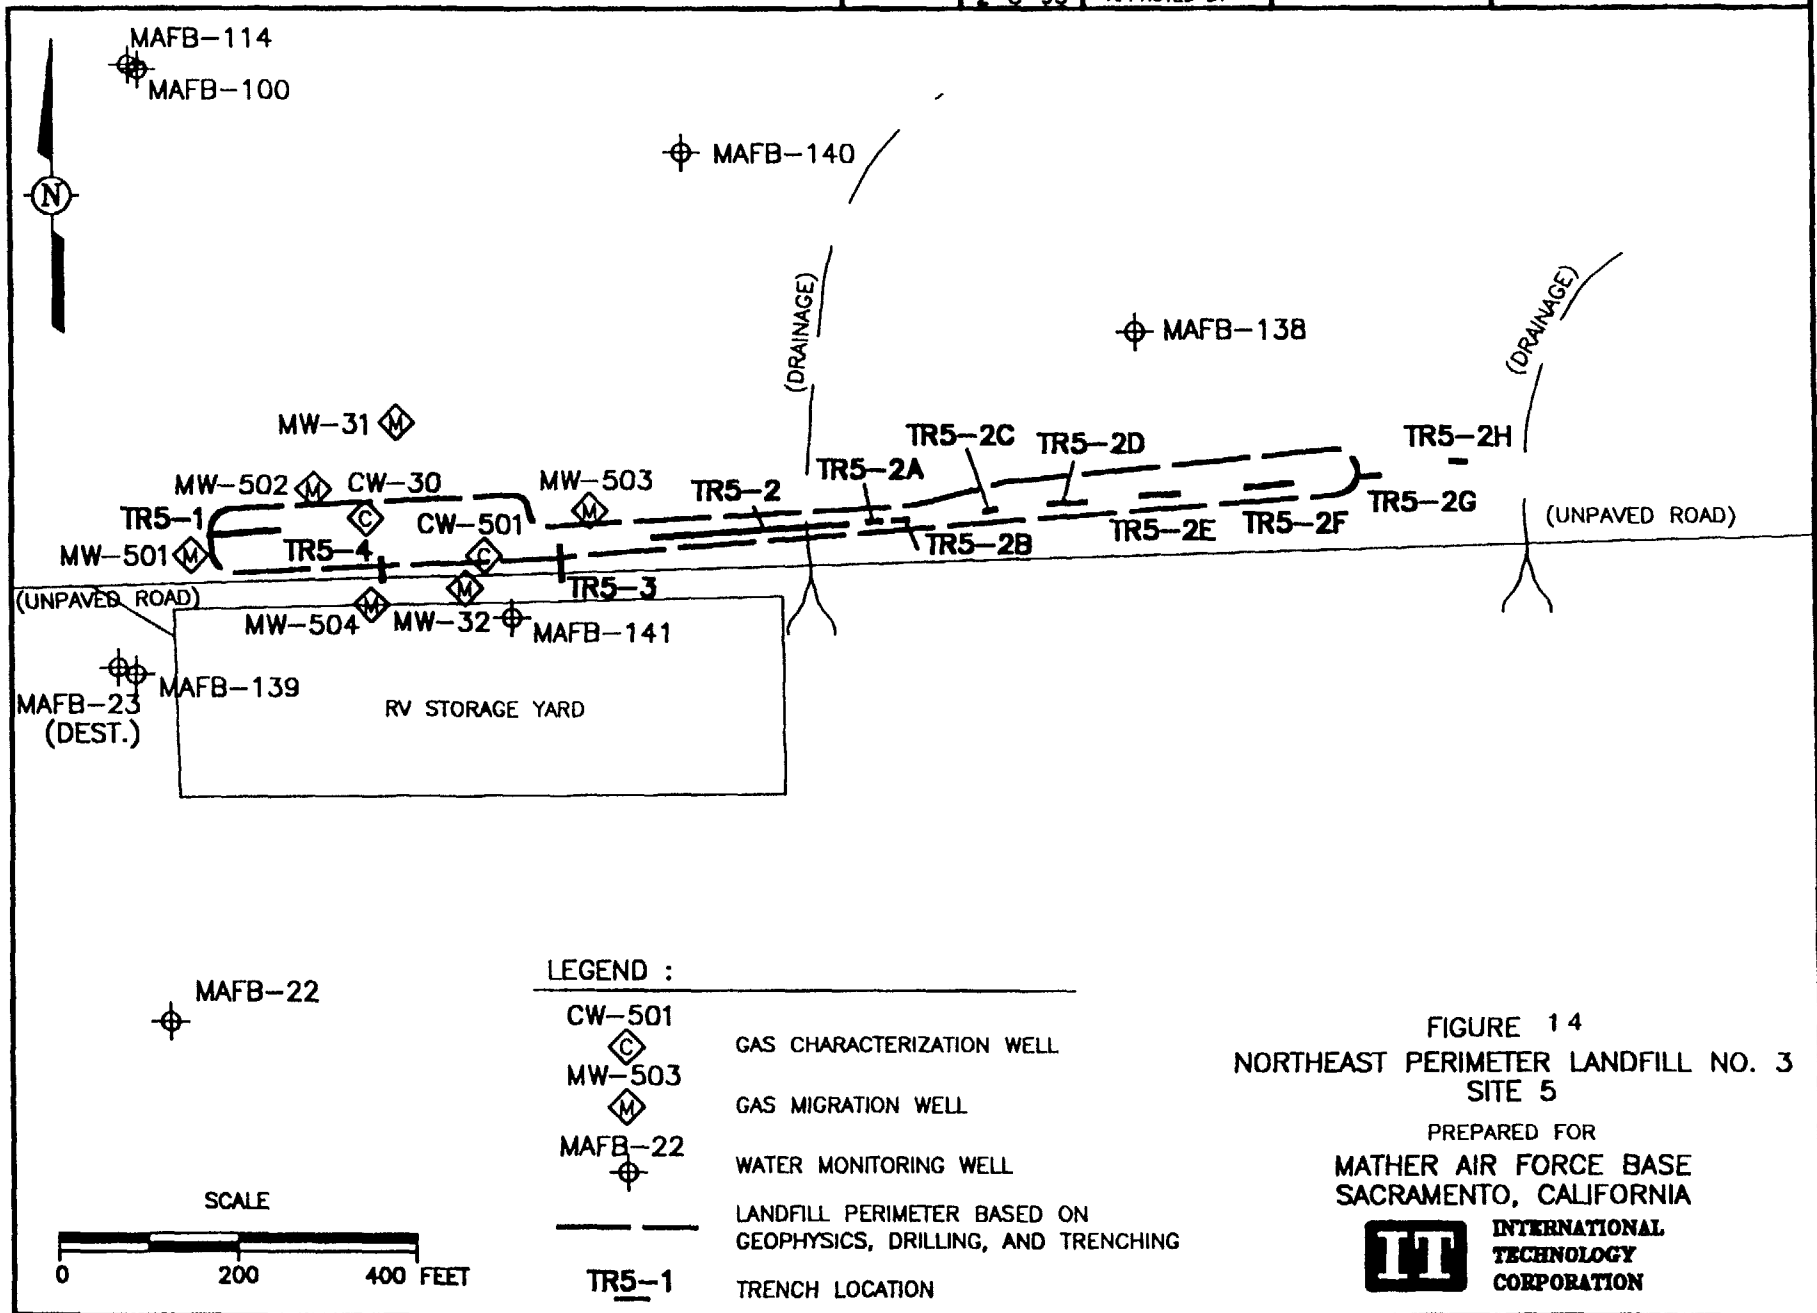 MAFB-114
MAFB-100
N
MAFB-140
(DRAINAGE)
(DRAINAGE)
MAFB-138
MW-31 M
TR5-2C
TR5-2D
TR5-2H
TR5-2A
MW-502 M
CW-30
C
MW-503
M
TR5-2
TR5-2G
TR5-1
CW-501
C
TR5-2E
TR5-2F
(UNPAVED ROAD)
TR5-2B
MW-501 M
TR5-4
TR5-3
(UNPAVED ROAD)
MW-504
M
MW-32
M
MAFB-141
MAFB-139
MAFB-23
(DEST.)
RV STORAGE YARD
MAFB-22
LEGEND :
CW-501
C
GAS CHARACTERIZATION WELL
MW-503
M
GAS MIGRATION WELL
MAFB-22
WATER MONITORING WELL
LANDFILL PERIMETER BASED ON
GEOPHYSICS, DRILLING, AND TRENCHING
TR5-1
TRENCH LOCATION
SCALE
0 200 400 FEET
FIGURE 14
NORTHEAST PERIMETER LANDFILL NO. 3
SITE 5
PREPARED FOR
MATHER AIR FORCE BASE
SACRAMENTO, CALIFORNIA
IT
INTERNATIONAL
TECHNOLOGY
CORPORATION